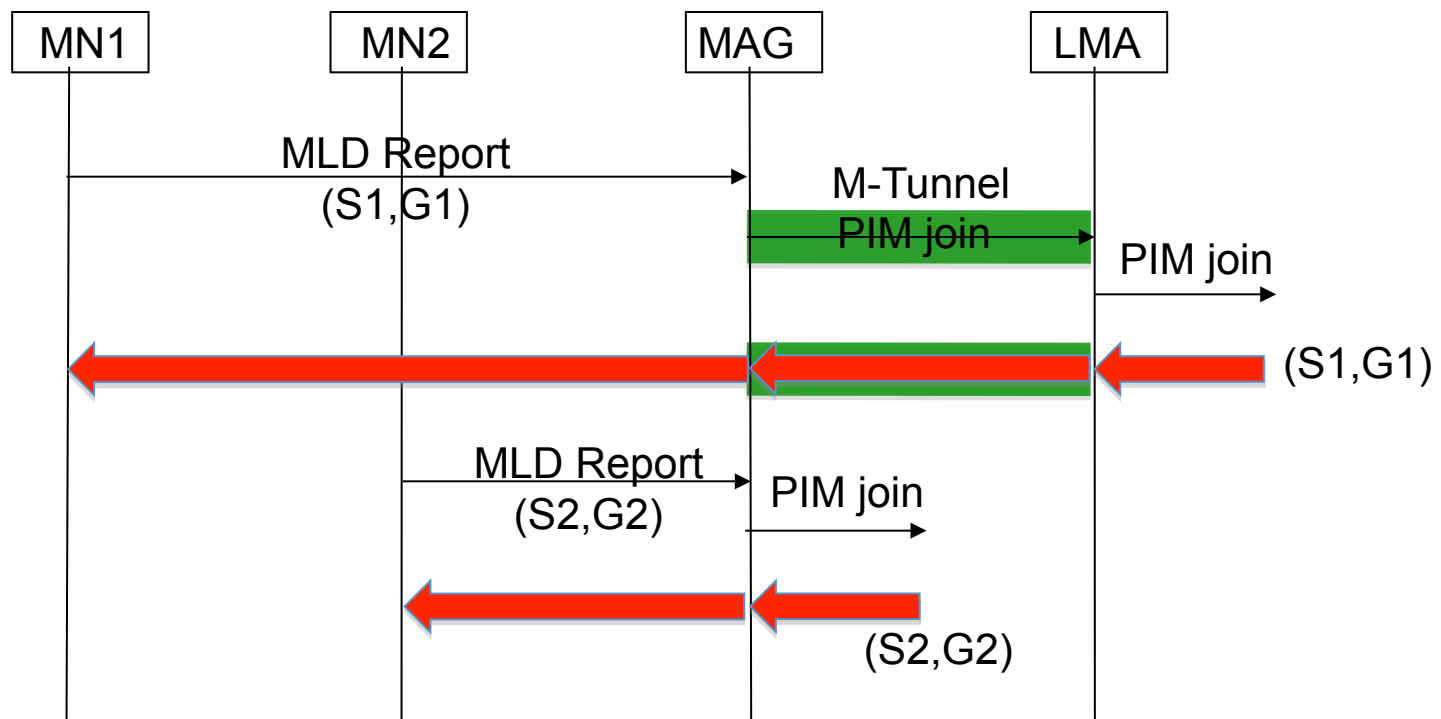 MN1
MN2
MAG
LMA
MLD Report
(S1,G1)
M-Tunnel
PIM join
PIM join
(S1,G1)
MLD Report
(S2,G2)
PIM join
(S2,G2)